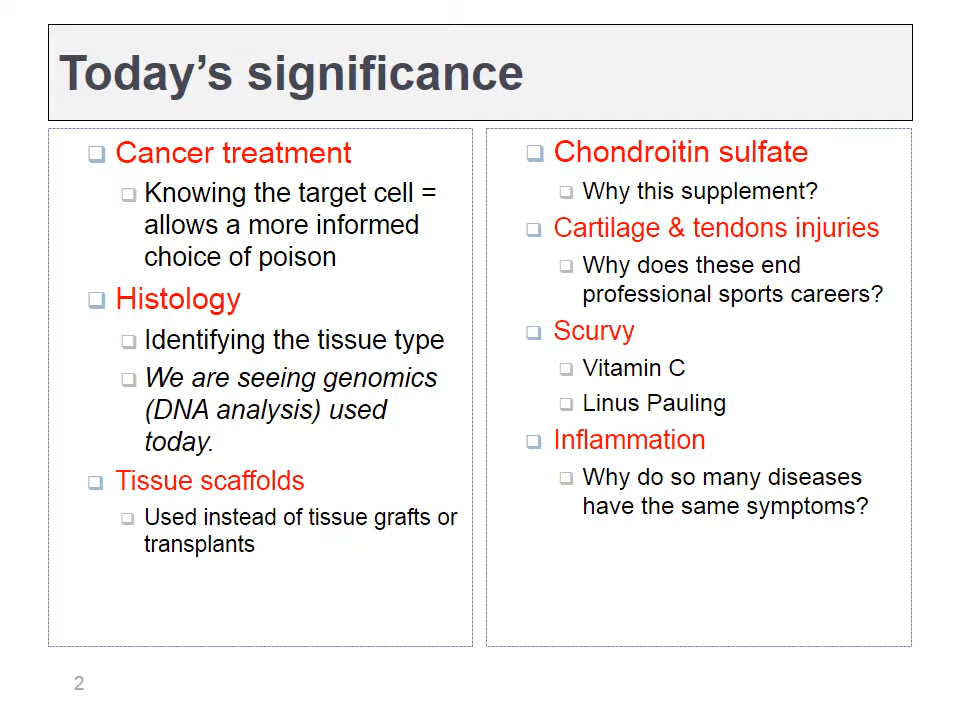 Today’s significance
Cancer treatment
Knowing the target cell =
allows a more informed
choice of poison
Histology
Identifying the tissue type
We are seeing genomics
(DNA analysis) used
today.
Tissue scaffolds
Used instead of tissue grafts or
transplants
Chondroitin sulfate
Why this supplement?
Cartilage & tendons injuries
Why does these end
professional sports careers?
Scurvy
Vitamin C
Linus Pauling
Inflammation
Why do so many diseases
have the same symptoms?
2